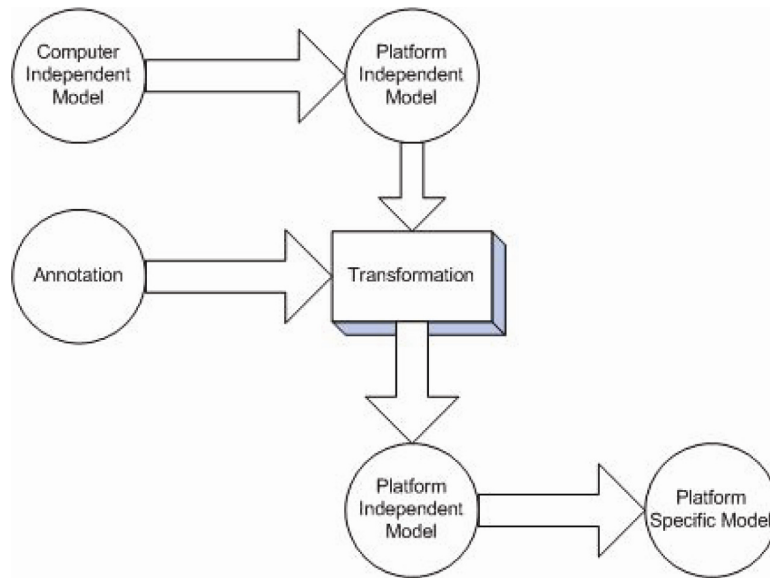 Computer
Independent
Model
Platform
Independent
Model
Annotation
Transformation
Platform
Independent
Model
Platform
Specific Model